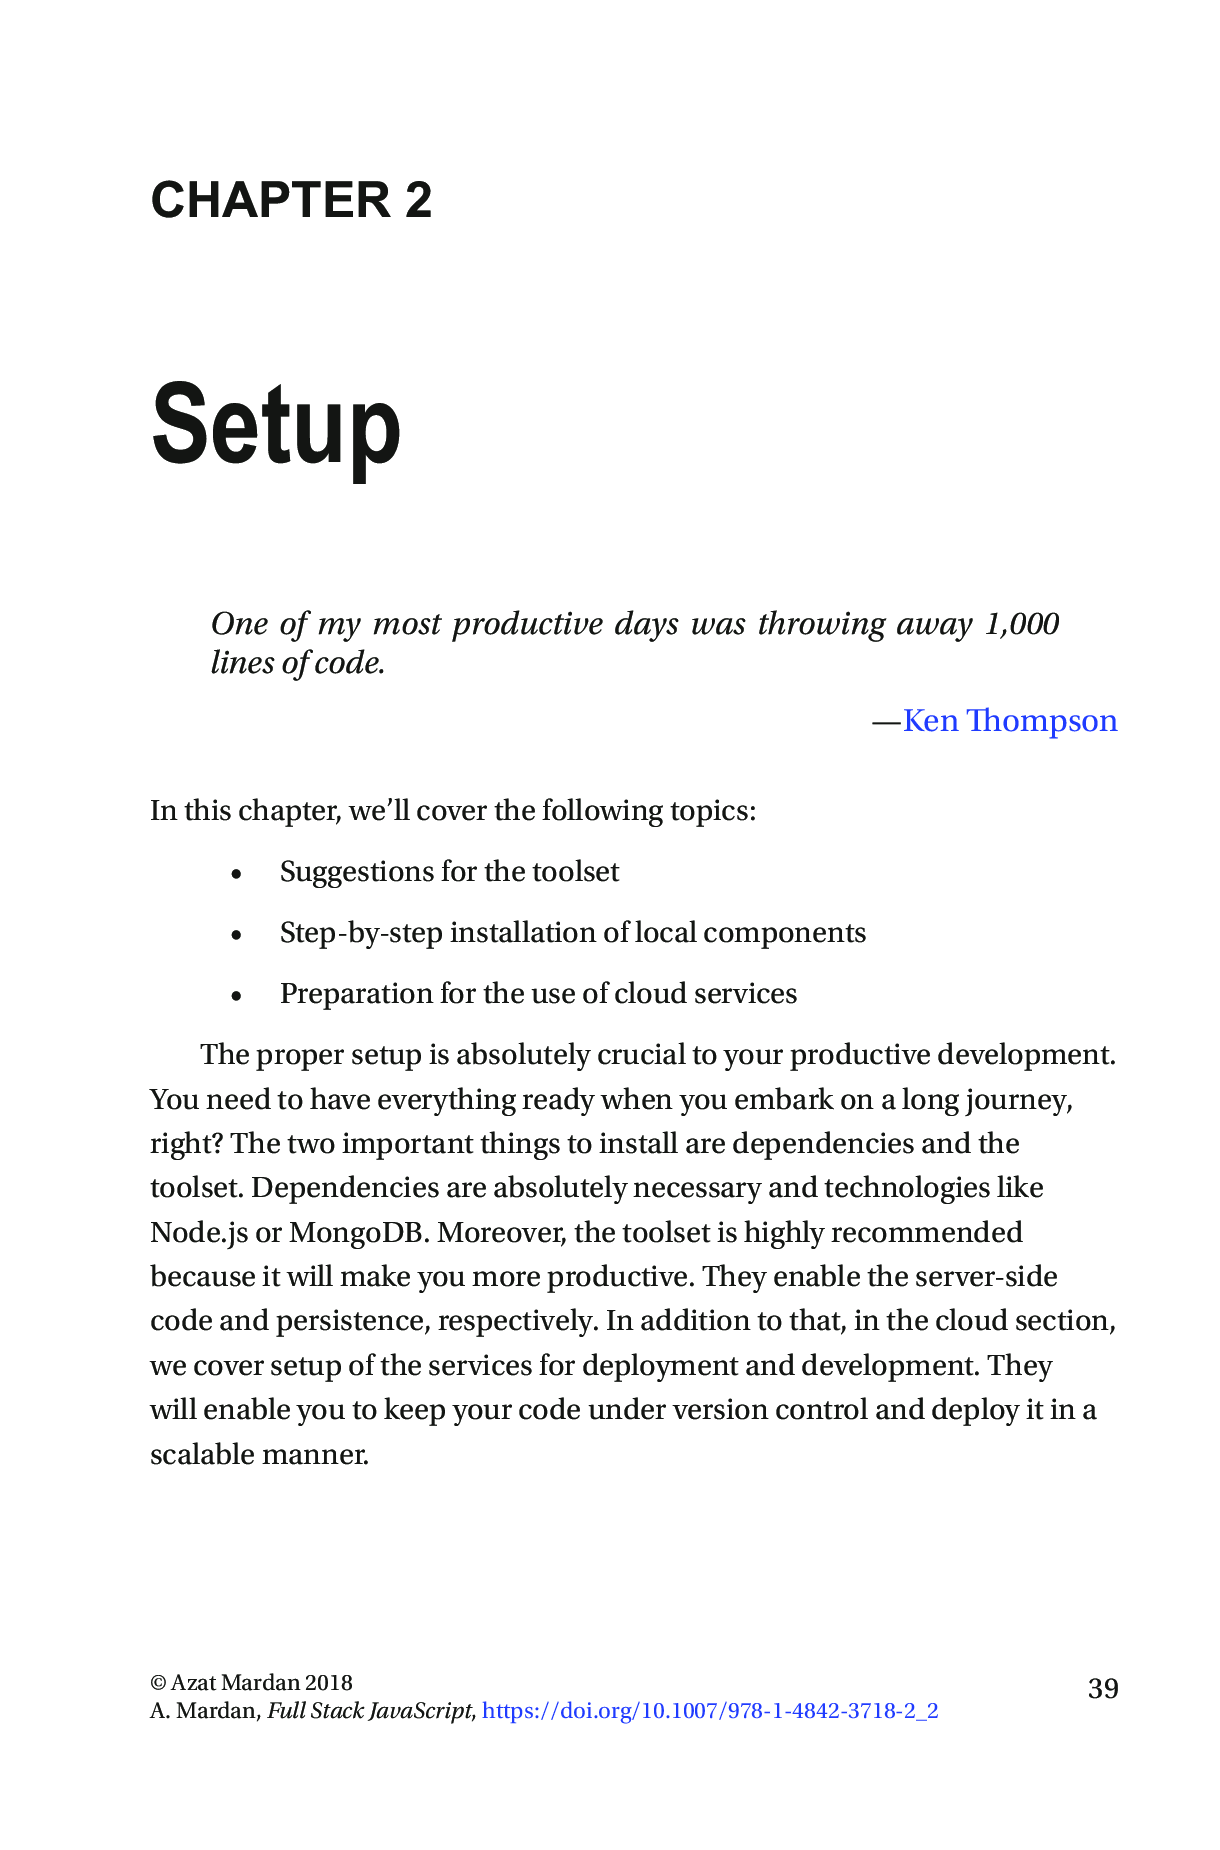 CHAPTER 2
Setup
One of my most productive days was throwing away 1,000
lines of code.
—Ken Thompson
In this chapter, we’ll cover the following topics:
• Suggestions for the toolset
• Step-by-step installation of local components
• Preparation for the use of cloud services
The proper setup is absolutely crucial to your productive development.
You need to have everything ready when you embark on a long journey,
right? The two important things to install are dependencies and the
toolset. Dependencies are absolutely necessary and technologies like
Node.js or MongoDB. Moreover, the toolset is highly recommended
because it will make you more productive. They enable the server-side
code and persistence, respectively. In addition to that, in the cloud section,
we cover setup of the services for deployment and development. They
will enable you to keep your code under version control and deploy it in a
scalable manner.
© Azat Mardan 2018
A. Mardan, Full Stack JavaScript, https://doi.org/10.1007/978-1-4842-3718-2_2
39